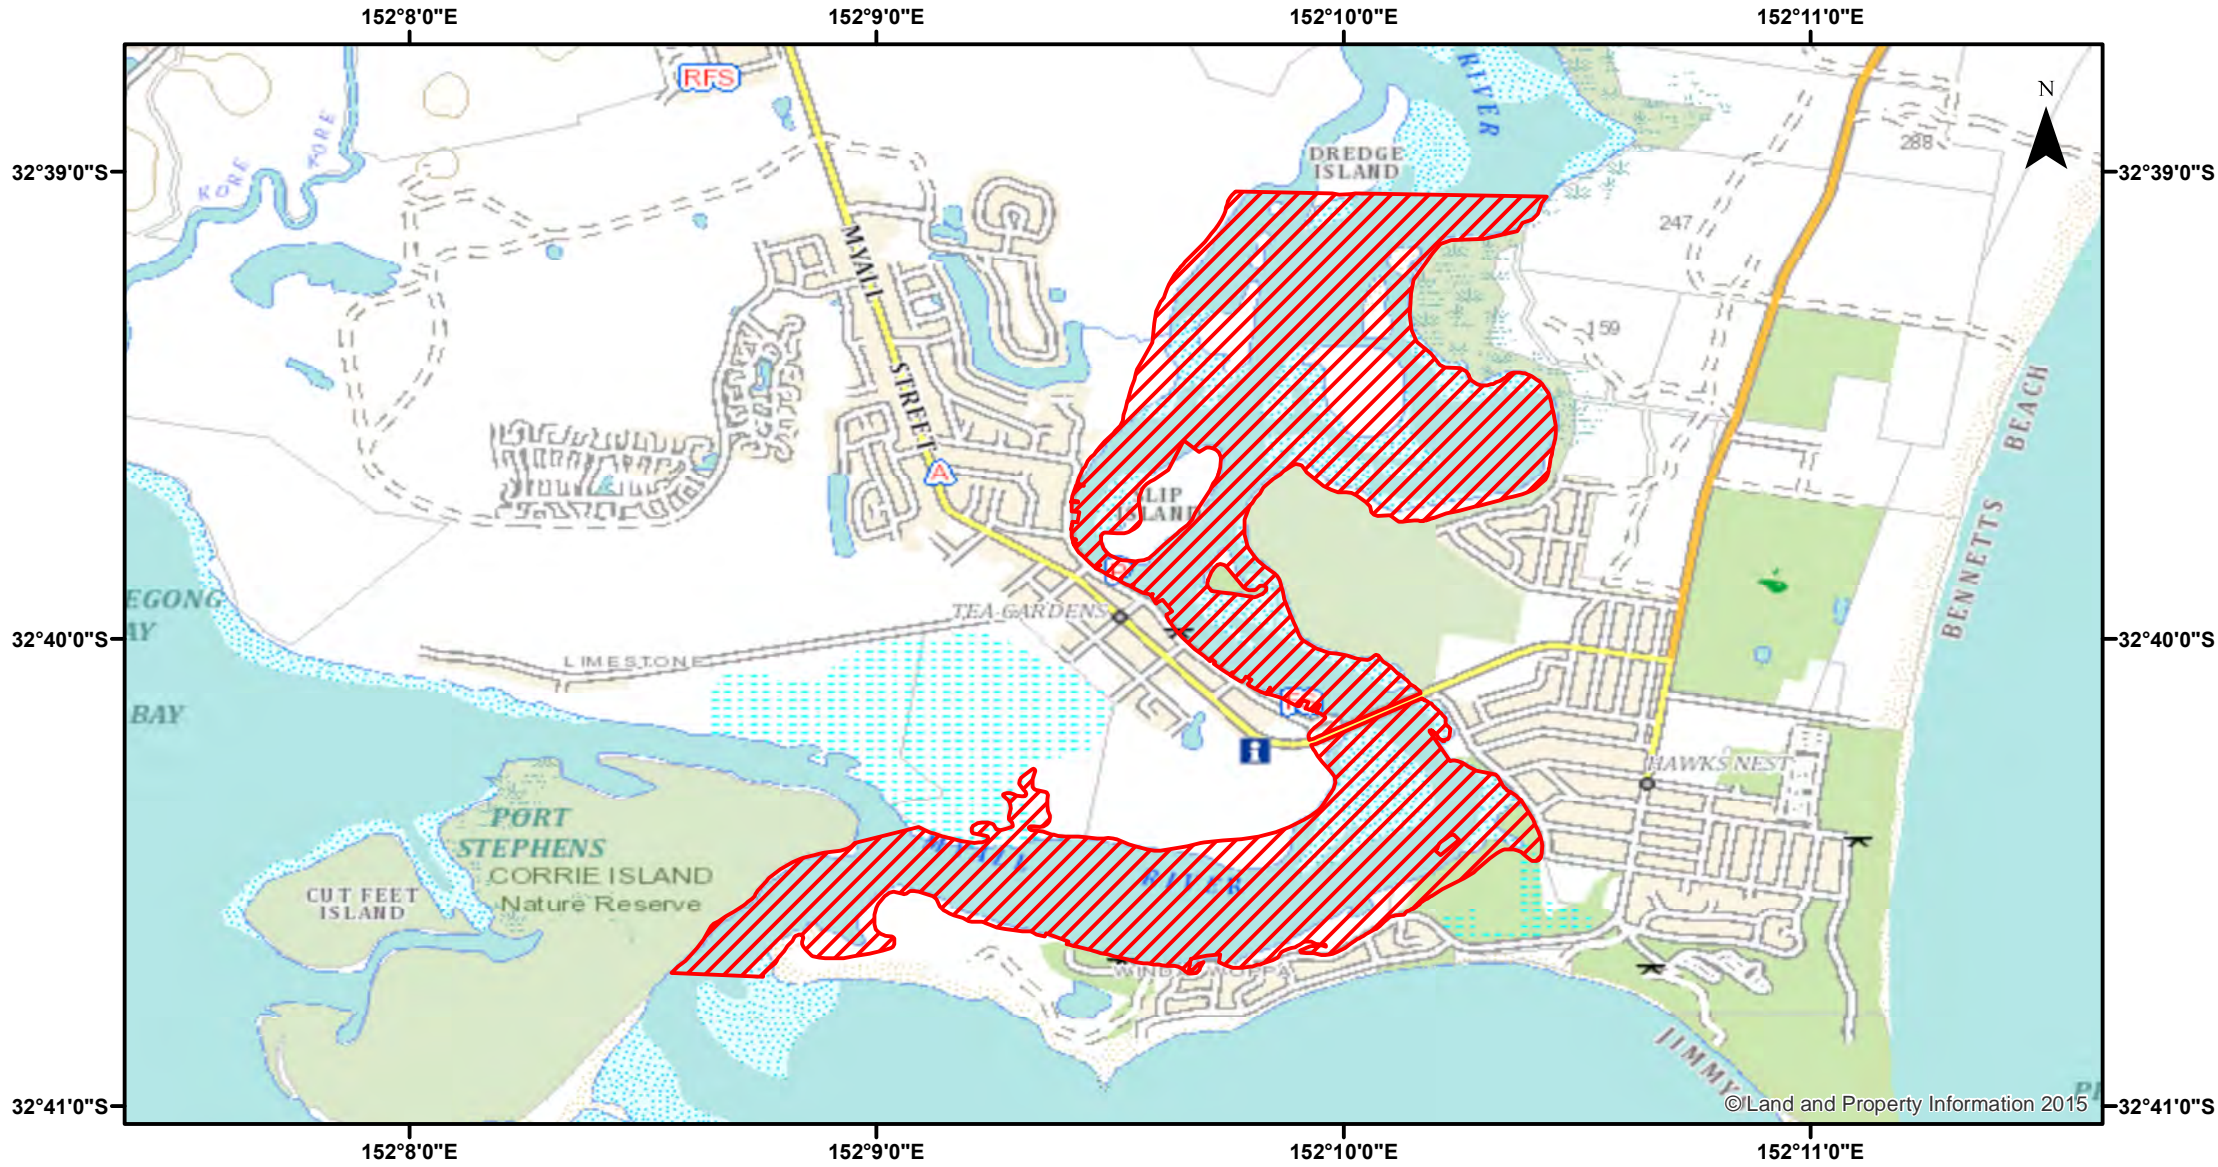 152°8'0"E
152°9'0"E
152°10'0"E
152°11'0"E
RFS
RIVER
N
KORE
KORE
DREDGE
ISLAND
288
32°39'0"S
32°39'0"S
247
MYALL
159
STREET
BENNETTS BEACH
A
ISLAND
TEA GARDENS
32°40'0"S
32°40'0"S
LIMESTONE
BAY
i
HAWKS NEST
PORT
STEPHENS
CORRIE ISLAND
Nature Reserve
CUT FEET
ISLAND
MYALL
RIVER
JIMMY
© Land and Property Information 2015
32°41'0"S
32°41'0"S
152°8'0"E
152°9'0"E
152°10'0"E
152°11'0"E